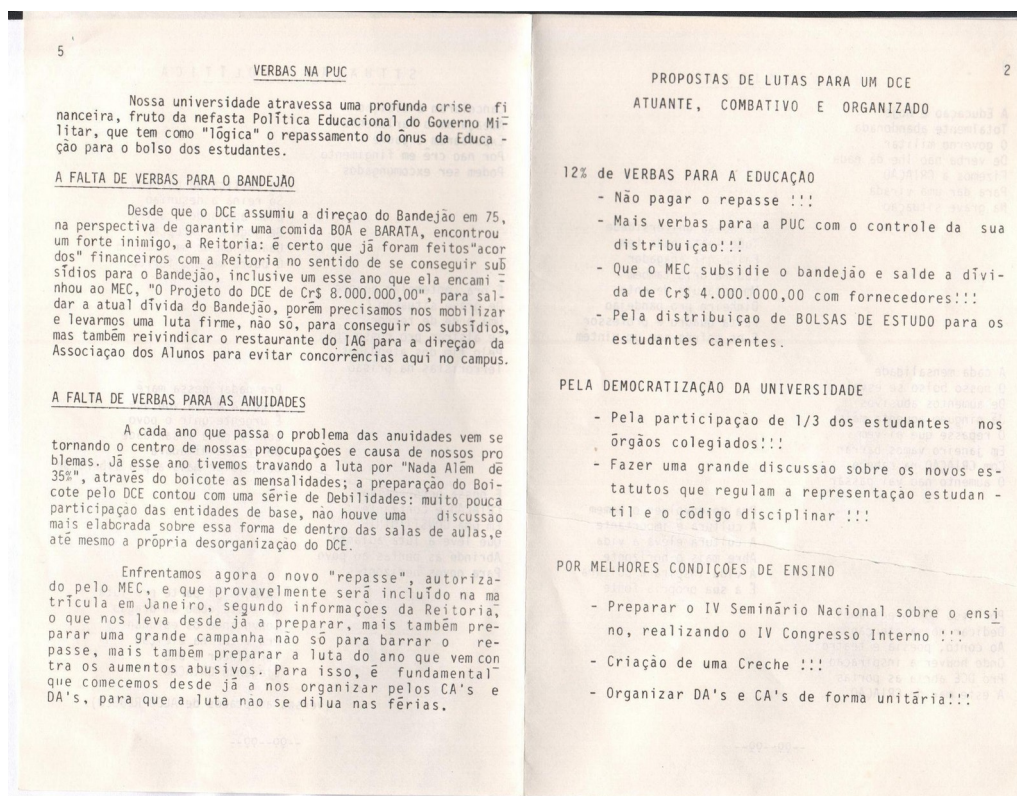 5
VERBAS NA PUC
Nossa universidade atravessa uma profunda crise fi
nanceira, fruto da nefasta Política Educacional do Governo Mi-
litar, que tem como "lógica" o repassamento do ônus da Educa -
ção para o bolso dos estudantes.
A FALTA DE VERBAS PARA O BANDEJÃO
Desde que o DCE assumiu a direçao do Bandejão em 75,
na perspectiva de garantir uma comida BOA e BARATA, encontrou
um forte inimigo, a Reitoria: é certo que já foram feitos"acor
dos" financeiros com a Reitoria no sentido de se conseguir sub
sídios para o Bandejão, inclusive um esse ano que ela encami -
nhou ao MEC, "O Projeto do DCE de Cr$ 8.000.000,00", para sal-
dar a atual dívida do Bandejão, porém precisamos nos mobilizar
e levarmos uma luta firme, não só, para conseguir os subsídios,
mas também reivindicar o restaurante do IAG para a direção da
Associaçao dos Alunos para evitar concorrências aqui no campus.
A FALTA DE VERBAS PARA AS ANUIDADES
A cada ano que passa o problema das anuidades vem se
tornando o centro de nossas preocupações e causa de nossos pro
blemas. Já esse ano tivemos travando a luta por "Nada Além de
35%", através do boicote as mensalidades; a preparação do Boi-
cote pelo DCE contou com uma série de Debilidades: muito pouca
participaçao das entidades de base, não houve uma discussão
mais elaborada sobre essa forma de dentro das salas de aulas,e
até mesmo a própria desorganização do DCE.
Enfrentamos agora o novo "repasse", autoriza-
do pelo MEC, e que provavelmente será incluído na ma
trícula em Janeiro, segundo informações da Reitoria,
o que nos leva desde já a preparar, mais também pre-
parar uma grande campanha não só para barrar o re-
passe, mais também preparar a luta do ano que vem con
tra os aumentos abusivos. Para isso, é fundamental
que comecemos desde já a nos organizar pelos CA's e
DA's, para que a luta nao se dilua nas férias.
2
PROPOSTAS DE LUTAS PARA UM DCE
ATUANTE, COMBATIVO E ORGANIZADO
12% de VERBAS PARA A EDUCAÇÃO
- Não pagar o repasse !!!
- Mais verbas para a PUC com o controle da sua
distribuiçao!!!
- Que o MEC subsidie o bandejão e salde a dívi-
da de Cr$ 4.000.000,00 com fornecedores!!!
- Pela distribuiçao de BOLSAS DE ESTUDO para os
estudantes carentes.
PELA DEMOCRATIZAÇÃO DA UNIVERSIDADE
- Pela participação de 1/3 dos estudantes nos
órgãos colegiados!!!
- Fazer uma grande discussao sobre os novos es-
tatutos que regulam a representaçao estudan -
til e o código disciplinar !!!
POR MELHORES CONDIÇOES DE ENSINO
- Preparar o IV Seminário Nacional sobre o ensi
no, realizando o IV Congresso Interno !!!
- Criação de uma Creche !!!
- Organizar DA's e CA's de forma unitária!!!